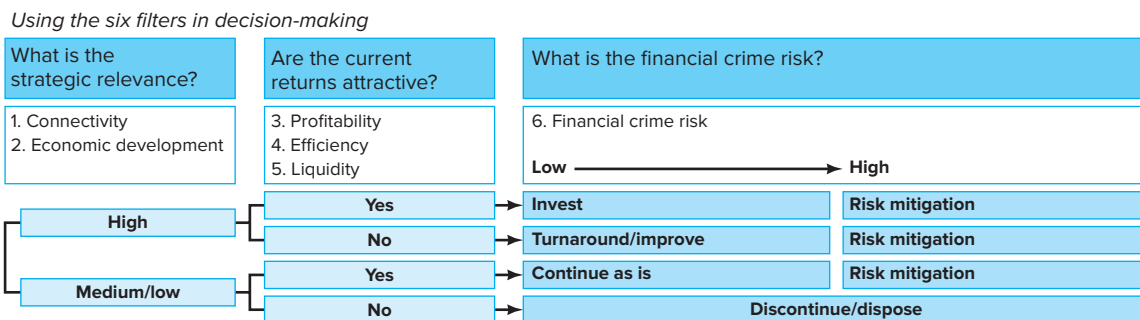 Using the six filters in decision-making
What is the
strategic relevance?
Are the current
returns attractive?
What is the financial crime risk?
1. Connectivity
2. Economic development
3. Profitability
4. Efficiency
5. Liquidity
6. Financial crime risk
Low
High
High
Yes
Invest
Risk mitigation
No
Turnaround/improve
Risk mitigation
Medium/low
Yes
Continue as is
Risk mitigation
No
Discontinue/dispose